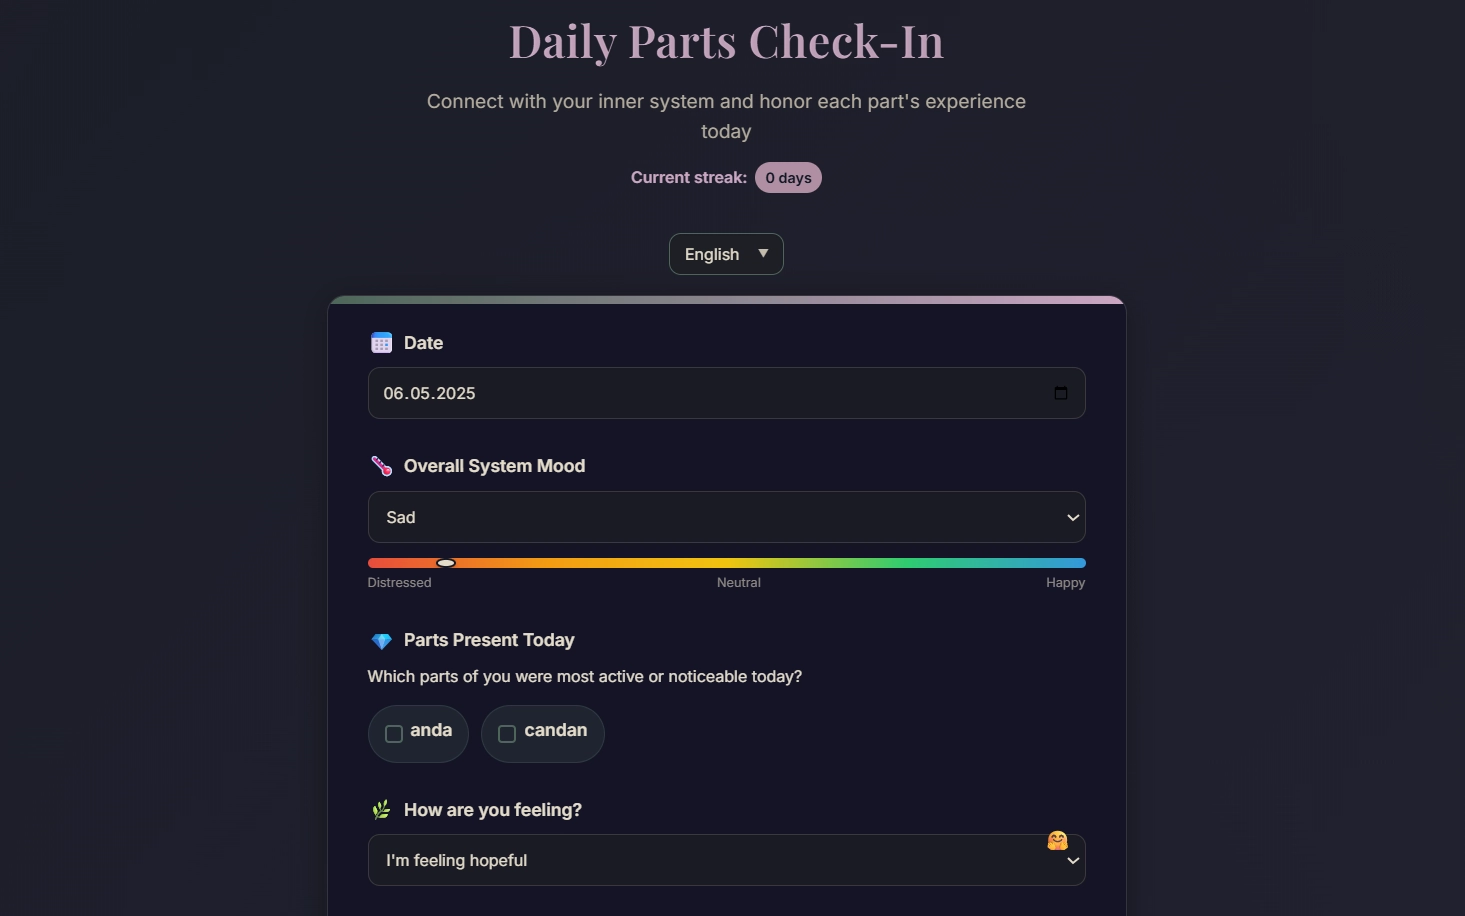 Daily Parts Check-In
Connect with your inner system and honor each part's experience
today
Current streak: 0 days
English
Date
06.05.2025
Overall System Mood
Sad
Distressed Neutral Happy
Parts Present Today
Which parts of you were most active or noticeable today?
anda candan
How are you feeling?
I'm feeling hopeful